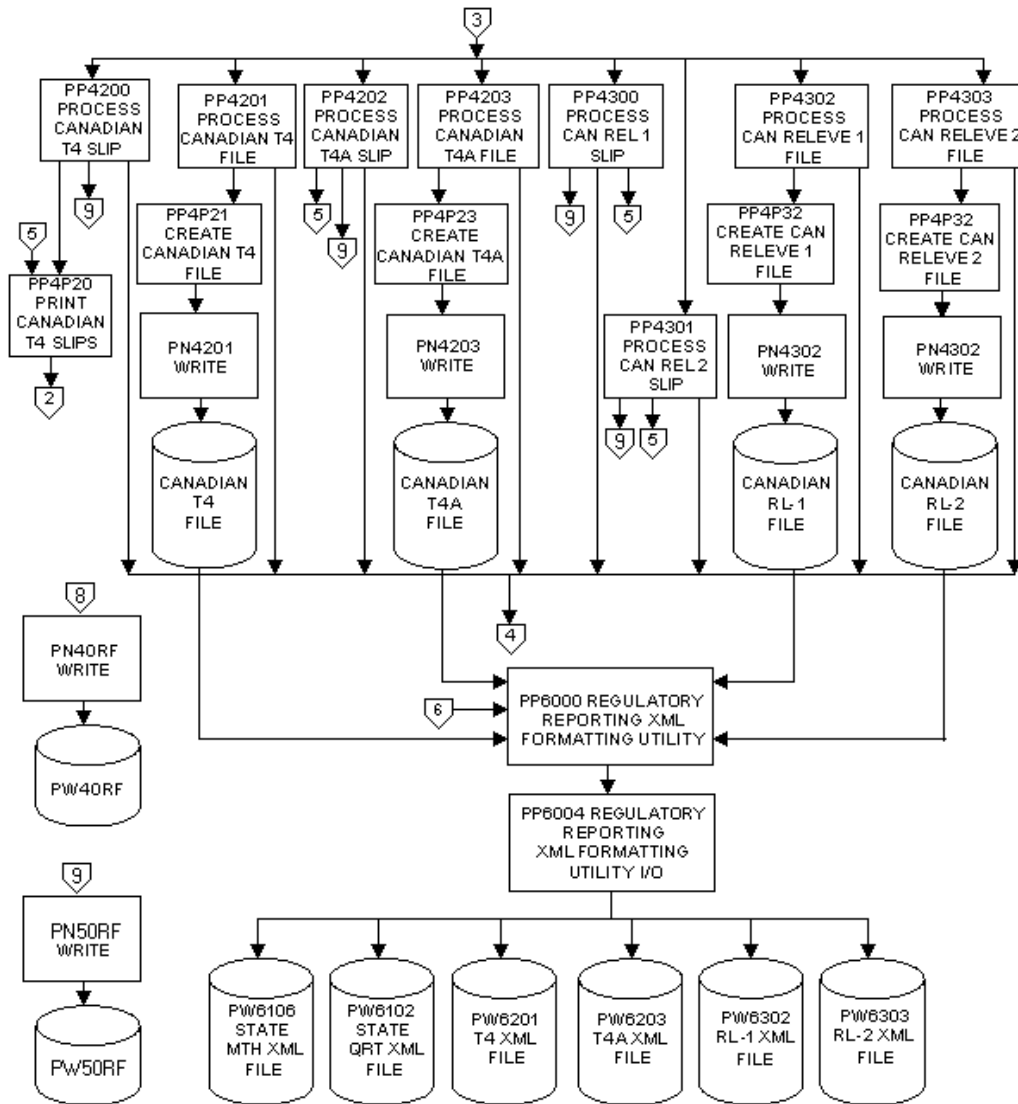 3
PP4200
PROCESS
CANADIAN
T4 SLIP
PP4201
PROCESS
CANADIAN T4
FILE
PP4202
PROCESS
CANADIAN
T4A SLIP
PP4203
PROCESS
CANADIAN
T4A FILE
PP4300
PROCESS
CAN REL 1
SLIP
PP4302
PROCESS
CAN RELEVE 1
FILE
PP4303
PROCESS
CAN RELEVE 2
FILE
9
5
9
9
5
5
PP4P21
CREATE
CANADIAN T4
FILE
PP4P23
CREATE
CANADIAN T4A
FILE
PP4P32
CREATE CAN
RELEVE 1
FILE
PP4P32
CREATE CAN
RELEVE 2
FILE
PP4P20
PRINT
CANADIAN
T4 SLIPS
2
PN4201
WRITE
PN4203
WRITE
PP4301
PROCESS
CAN REL 2
SLIP
PN4302
WRITE
PN4302
WRITE
9
5
CANADIAN
T4
FILE
CANADIAN
T4A
FILE
CANADIAN
RL-1
FILE
CANADIAN
RL-2
FILE
8
PN40RF
WRITE
PW40RF
4
6
PP6000 REGULATORY
REPORTING XML
FORMATTING UTILITY
PP6004 REGULATORY
REPORTING
XML FORMATTING
UTILITY I/O
9
PN50RF
WRITE
PW50RF
PW6106
STATE
MTH XML
FILE
PW6102
STATE
QRT XML
FILE
PW6201
T4 XML
FILE
PW6203
T4A XML
FILE
PW6302
RL-1 XML
FILE
PW6303
RL-2 XML
FILE